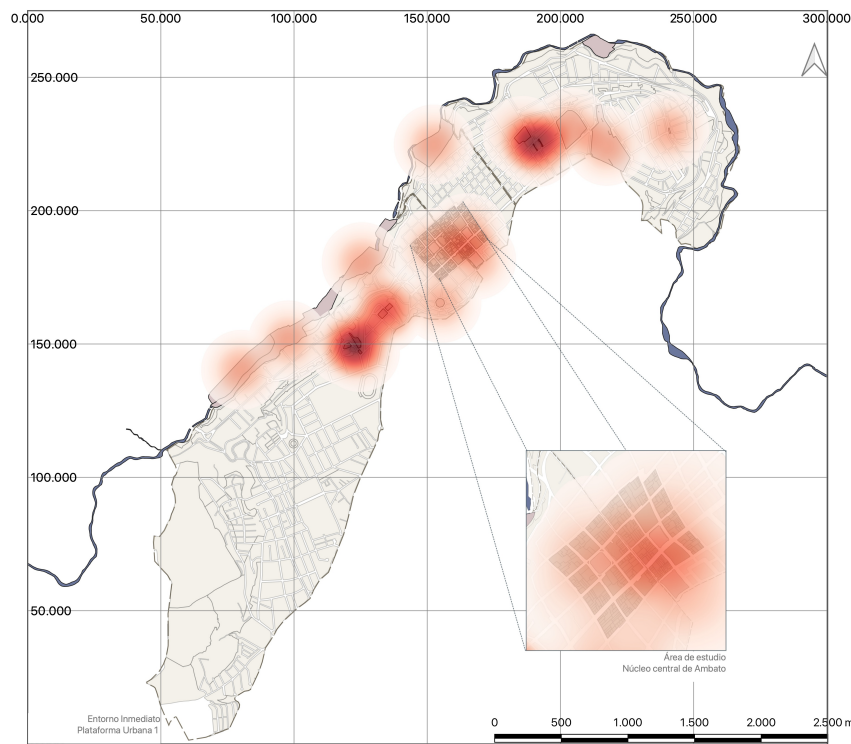 0.000 50.000 100.000 150.000 200.000 250.000 300.000
250.000
200.000
150.000
100.000
50.000
Área de estudio
Núcleo central de Ambato
Entorno Inmediato
Plataforma Urbana 1
0 500 1.000 1.500 2.000 2.500 m